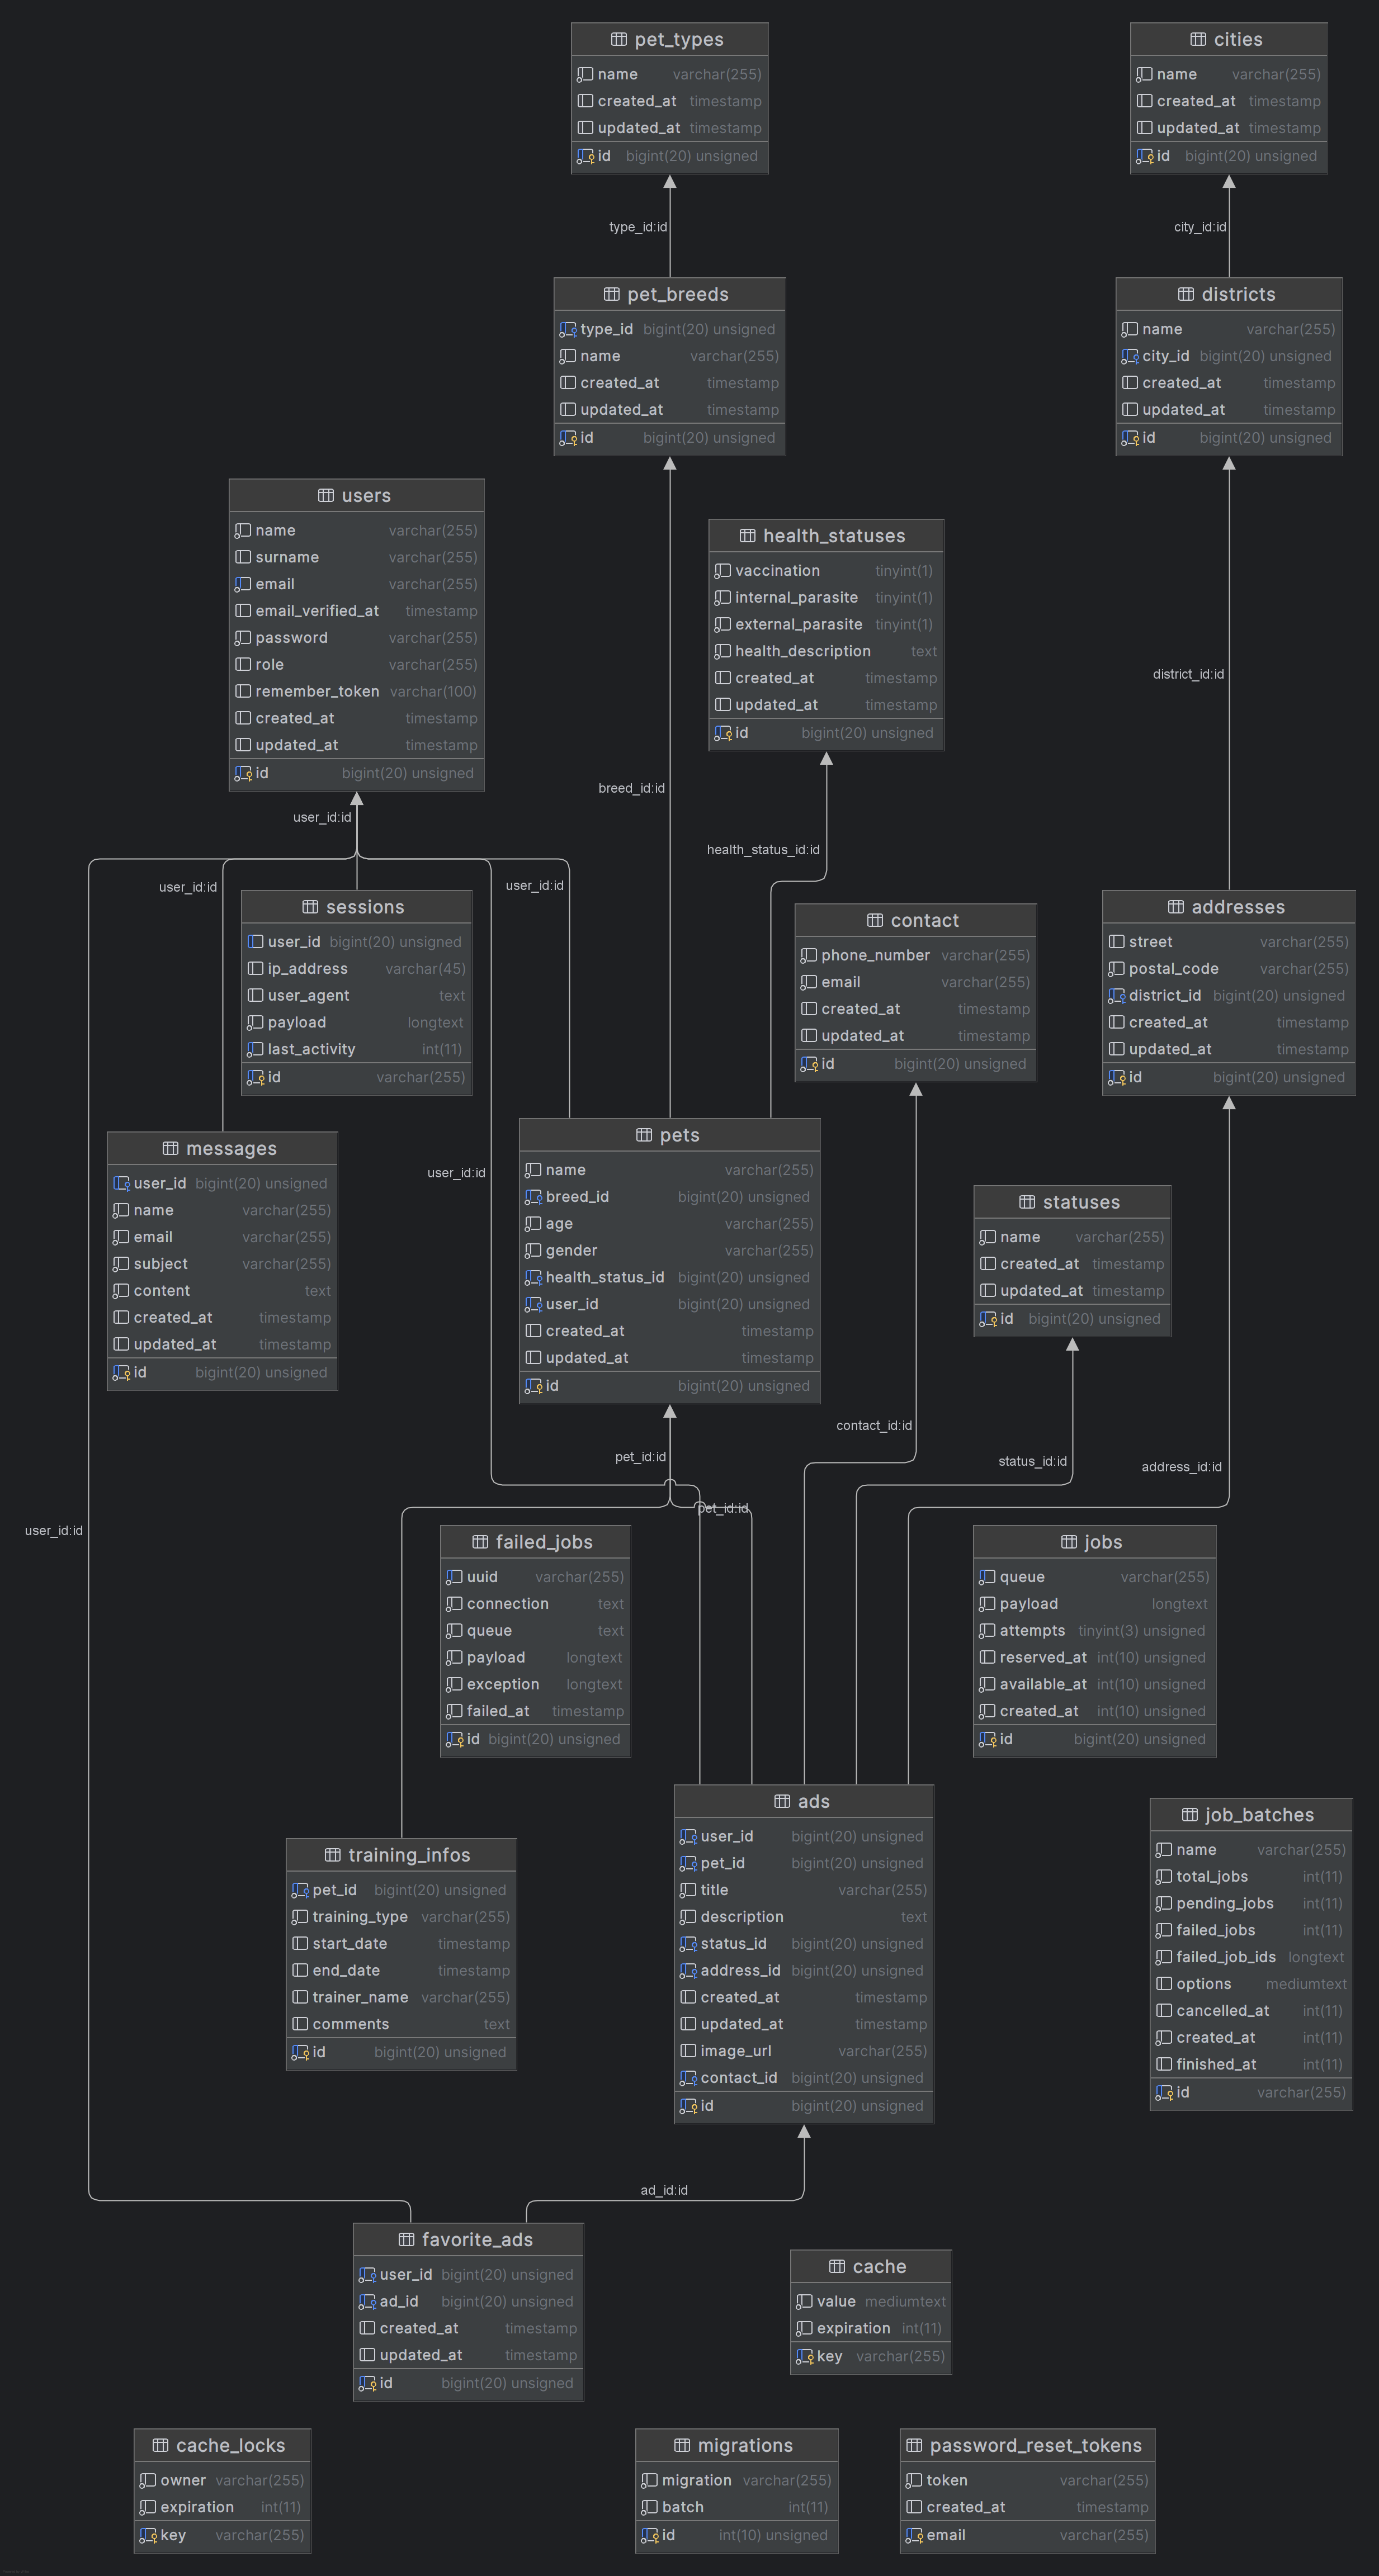 pet_types
name varchar(255)
created_at timestamp
updated_at timestamp
id bigint(20) unsigned
cities
name varchar(255)
created_at timestamp
updated_at timestamp
id bigint(20) unsigned
type_id:id
city_id:id
pet_breeds
type_id bigint(20) unsigned
name varchar(255)
created_at timestamp
updated_at timestamp
id bigint(20) unsigned
districts
name varchar(255)
city_id bigint(20) unsigned
created_at timestamp
updated_at timestamp
id bigint(20) unsigned
users
name varchar(255)
surname varchar(255)
email varchar(255)
email_verified_at timestamp
password varchar(255)
role varchar(255)
remember_token varchar(100)
created_at timestamp
updated_at timestamp
id bigint(20) unsigned
health_statuses
vaccination tinyint(1)
internal_parasite tinyint(1)
external_parasite tinyint(1)
health_description text
created_at timestamp
updated_at timestamp
id bigint(20) unsigned
district_id:id
breed_id:id
user_id:id
health_status_id:id
user_id:id
user_id:id
sessions
user_id bigint(20) unsigned
ip_address varchar(45)
user_agent text
payload longtext
last_activity int(11)
id varchar(255)
contact
phone_number varchar(255)
email varchar(255)
created_at timestamp
updated_at timestamp
id bigint(20) unsigned
addresses
street varchar(255)
postal_code varchar(255)
district_id bigint(20) unsigned
created_at timestamp
updated_at timestamp
id bigint(20) unsigned
messages
user_id bigint(20) unsigned
name varchar(255)
email varchar(255)
subject varchar(255)
content text
created_at timestamp
updated_at timestamp
id bigint(20) unsigned
user_id:id
pets
name varchar(255)
breed_id bigint(20) unsigned
age varchar(255)
gender varchar(255)
health_status_id bigint(20) unsigned
user_id bigint(20) unsigned
created_at timestamp
updated_at timestamp
id bigint(20) unsigned
statuses
name varchar(255)
created_at timestamp
updated_at timestamp
id bigint(20) unsigned
contact_id:id
pet_id:id
status_id:id
address_id:id
pet_id:id
user_id:id
failed_jobs
uuid varchar(255)
connection text
queue text
payload longtext
exception longtext
failed_at timestamp
id bigint(20) unsigned
jobs
queue varchar(255)
payload longtext
attempts tinyint(3) unsigned
reserved_at int(10) unsigned
available_at int(10) unsigned
created_at int(10) unsigned
id bigint(20) unsigned
ads
user_id bigint(20) unsigned
pet_id bigint(20) unsigned
title varchar(255)
description text
status_id bigint(20) unsigned
address_id bigint(20) unsigned
created_at timestamp
updated_at timestamp
image_url varchar(255)
contact_id bigint(20) unsigned
id bigint(20) unsigned
job_batches
name varchar(255)
total_jobs int(11)
pending_jobs int(11)
failed_jobs int(11)
failed_job_ids longtext
options mediumtext
cancelled_at int(11)
created_at int(11)
finished_at int(11)
id varchar(255)
training_infos
pet_id bigint(20) unsigned
training_type varchar(255)
start_date timestamp
end_date timestamp
trainer_name varchar(255)
comments text
id bigint(20) unsigned
ad_id:id
favorite_ads
user_id bigint(20) unsigned
ad_id bigint(20) unsigned
created_at timestamp
updated_at timestamp
id bigint(20) unsigned
cache
value mediumtext
expiration int(11)
key varchar(255)
cache_locks
owner varchar(255)
expiration int(11)
key varchar(255)
migrations
migration varchar(255)
batch int(11)
id int(10) unsigned
password_reset_tokens
token varchar(255)
created_at timestamp
email varchar(255)